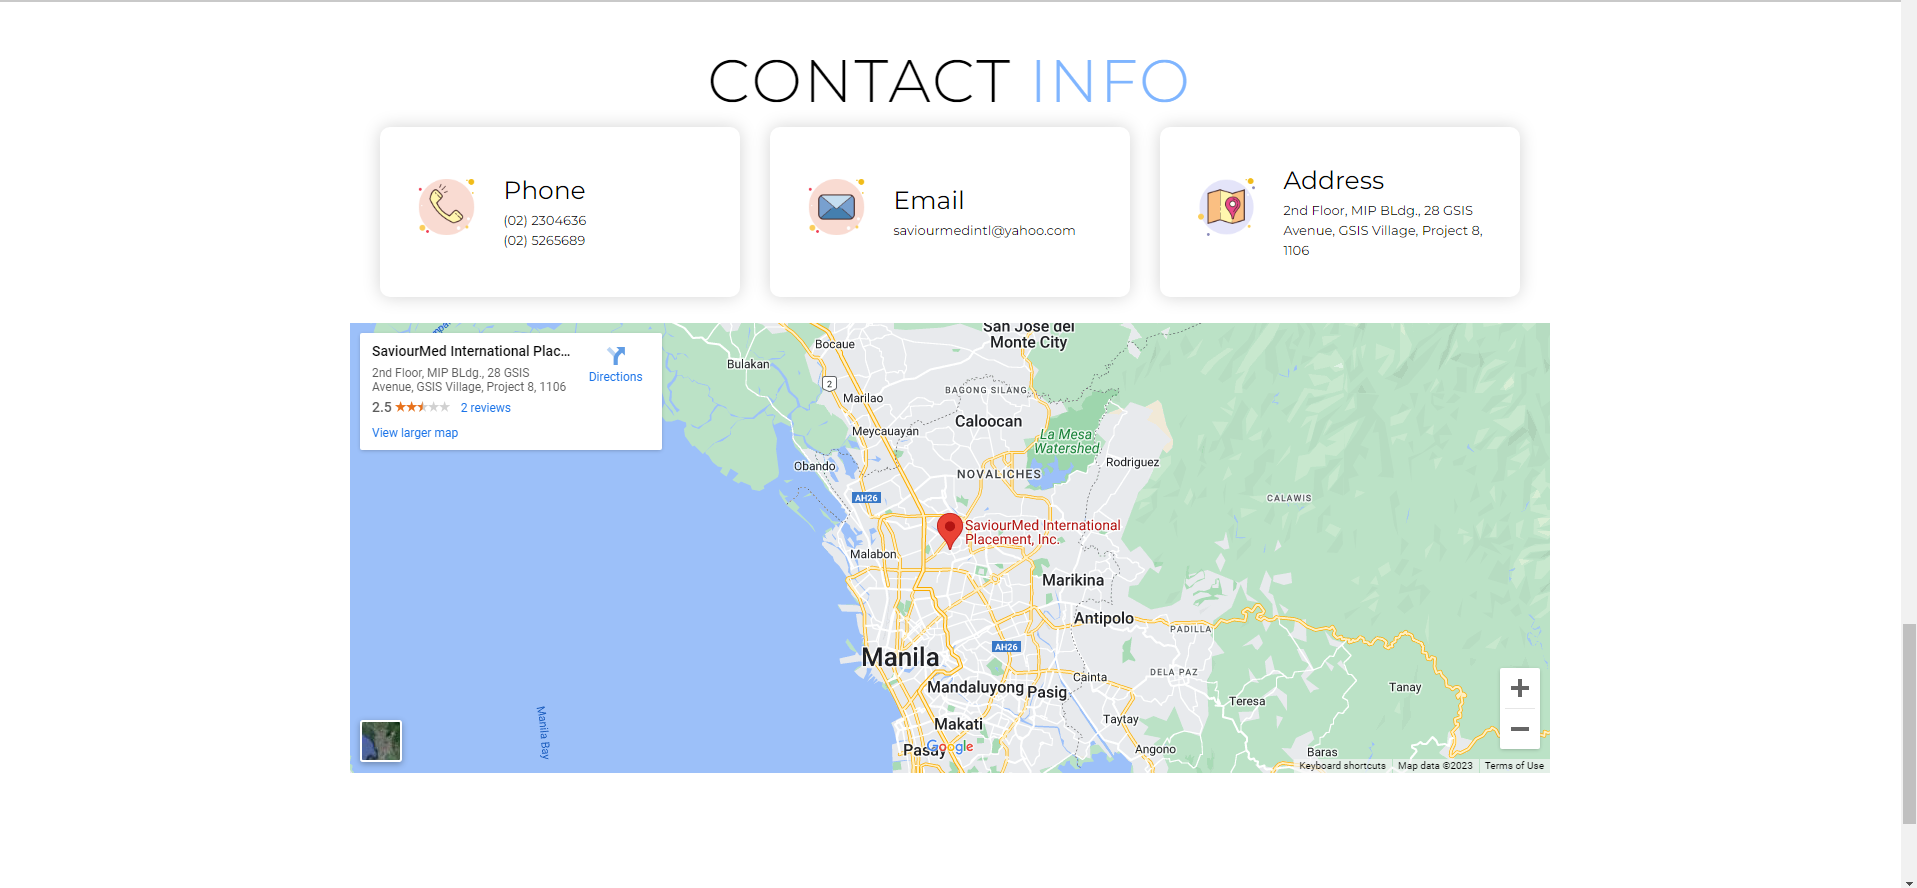 CONTACT INFO
Phone
(02) 2304636
(02) 5265689
Email
saviourmedintl@yahoo.com
Address
2nd Floor, MIP BLdg., 28 GSIS
Avenue, GSIS Village, Project 8,
1106
SaviourMed International Plac...
2nd Floor, MIP BLdg., 28 GSIS
Avenue, GSIS Village, Project 8, 1106
2.5
2 reviews
View larger map
Directions
San Jose del
Monte City
Bocaue
Bulakan
2
BAGONG SILANG
Marilao
Caloocan
Meycauayan
La Mesa
Watershed
Obando
Rodriguez
NOVALICHES
AH26
CALAWIS
SaviourMed International
Placement, Inc.
Malabon
Marikina
Antipolo
PADILLA
AH26
Manila
DELA PAZ
Cainta
Mandaluyong
Pasig
Tanay
Teresa
Manila Bay
Taytay
Makati
Pasay
Google
Angono
Baras
Keyboard shortcuts
Map data ©2023
Terms of Use